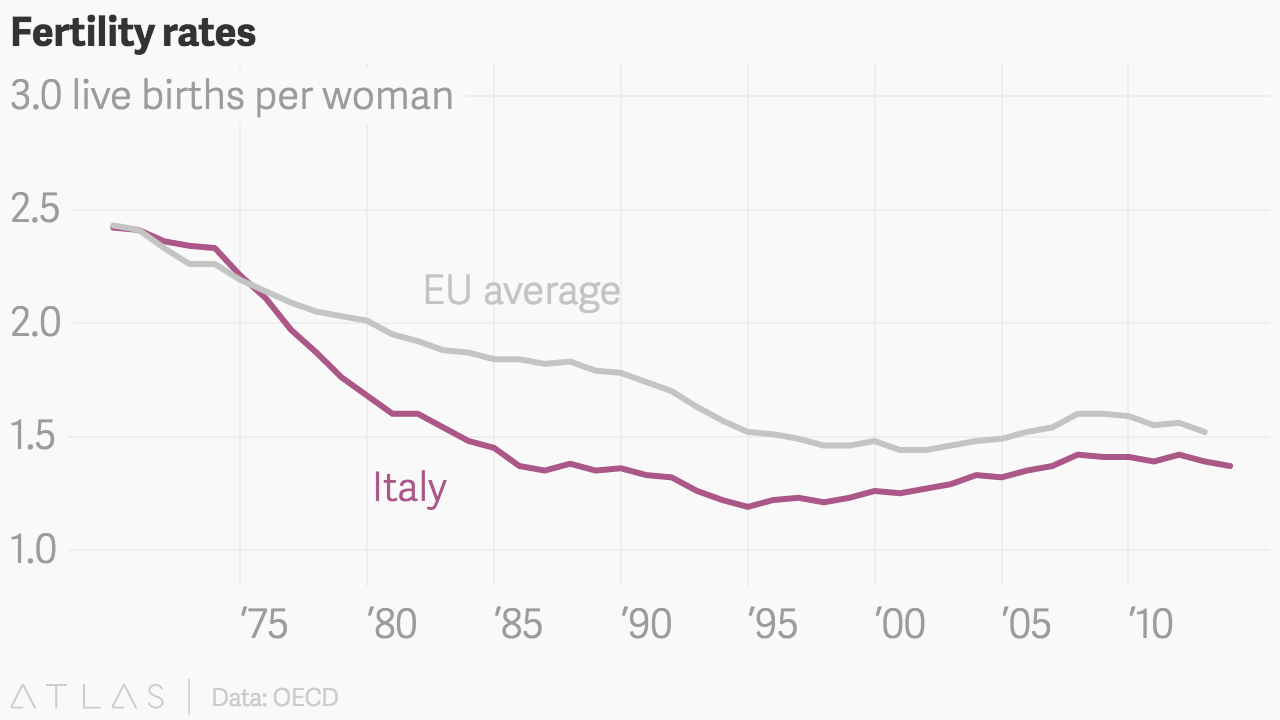 Fertility rates
3.0 live births per woman
2.5
EU average
2.0
1.5
Italy
1.0
’75 ’80 ’85 ’90 ’95 ’00 ’05 ’10
ATLAS | Data: OECD